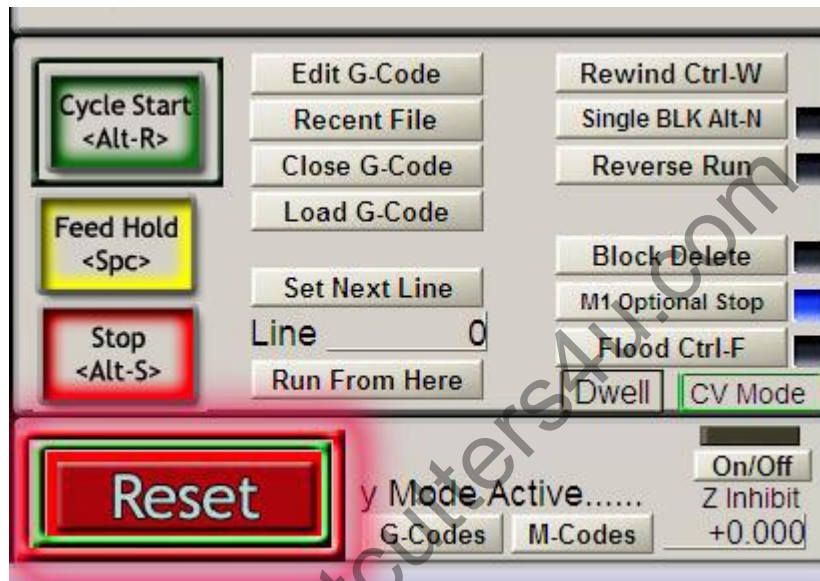 Cycle Start
<Alt-R>
Feed Hold
<Spc>
Stop
<Alt-S>
Edit G-Code
Recent File
Close G-Code
Load G-Code
Set Next Line
Line 0
Run From Here
Rewind Ctrl-W
Single BLK Alt-N
Reverse Run
Block Delete
M1 Optional Stop
Flood Ctrl-F
Dwell CV Mode
Reset
y Mode Active......
G-Codes M-Codes
On/Off
Z Inhibit
+0.000